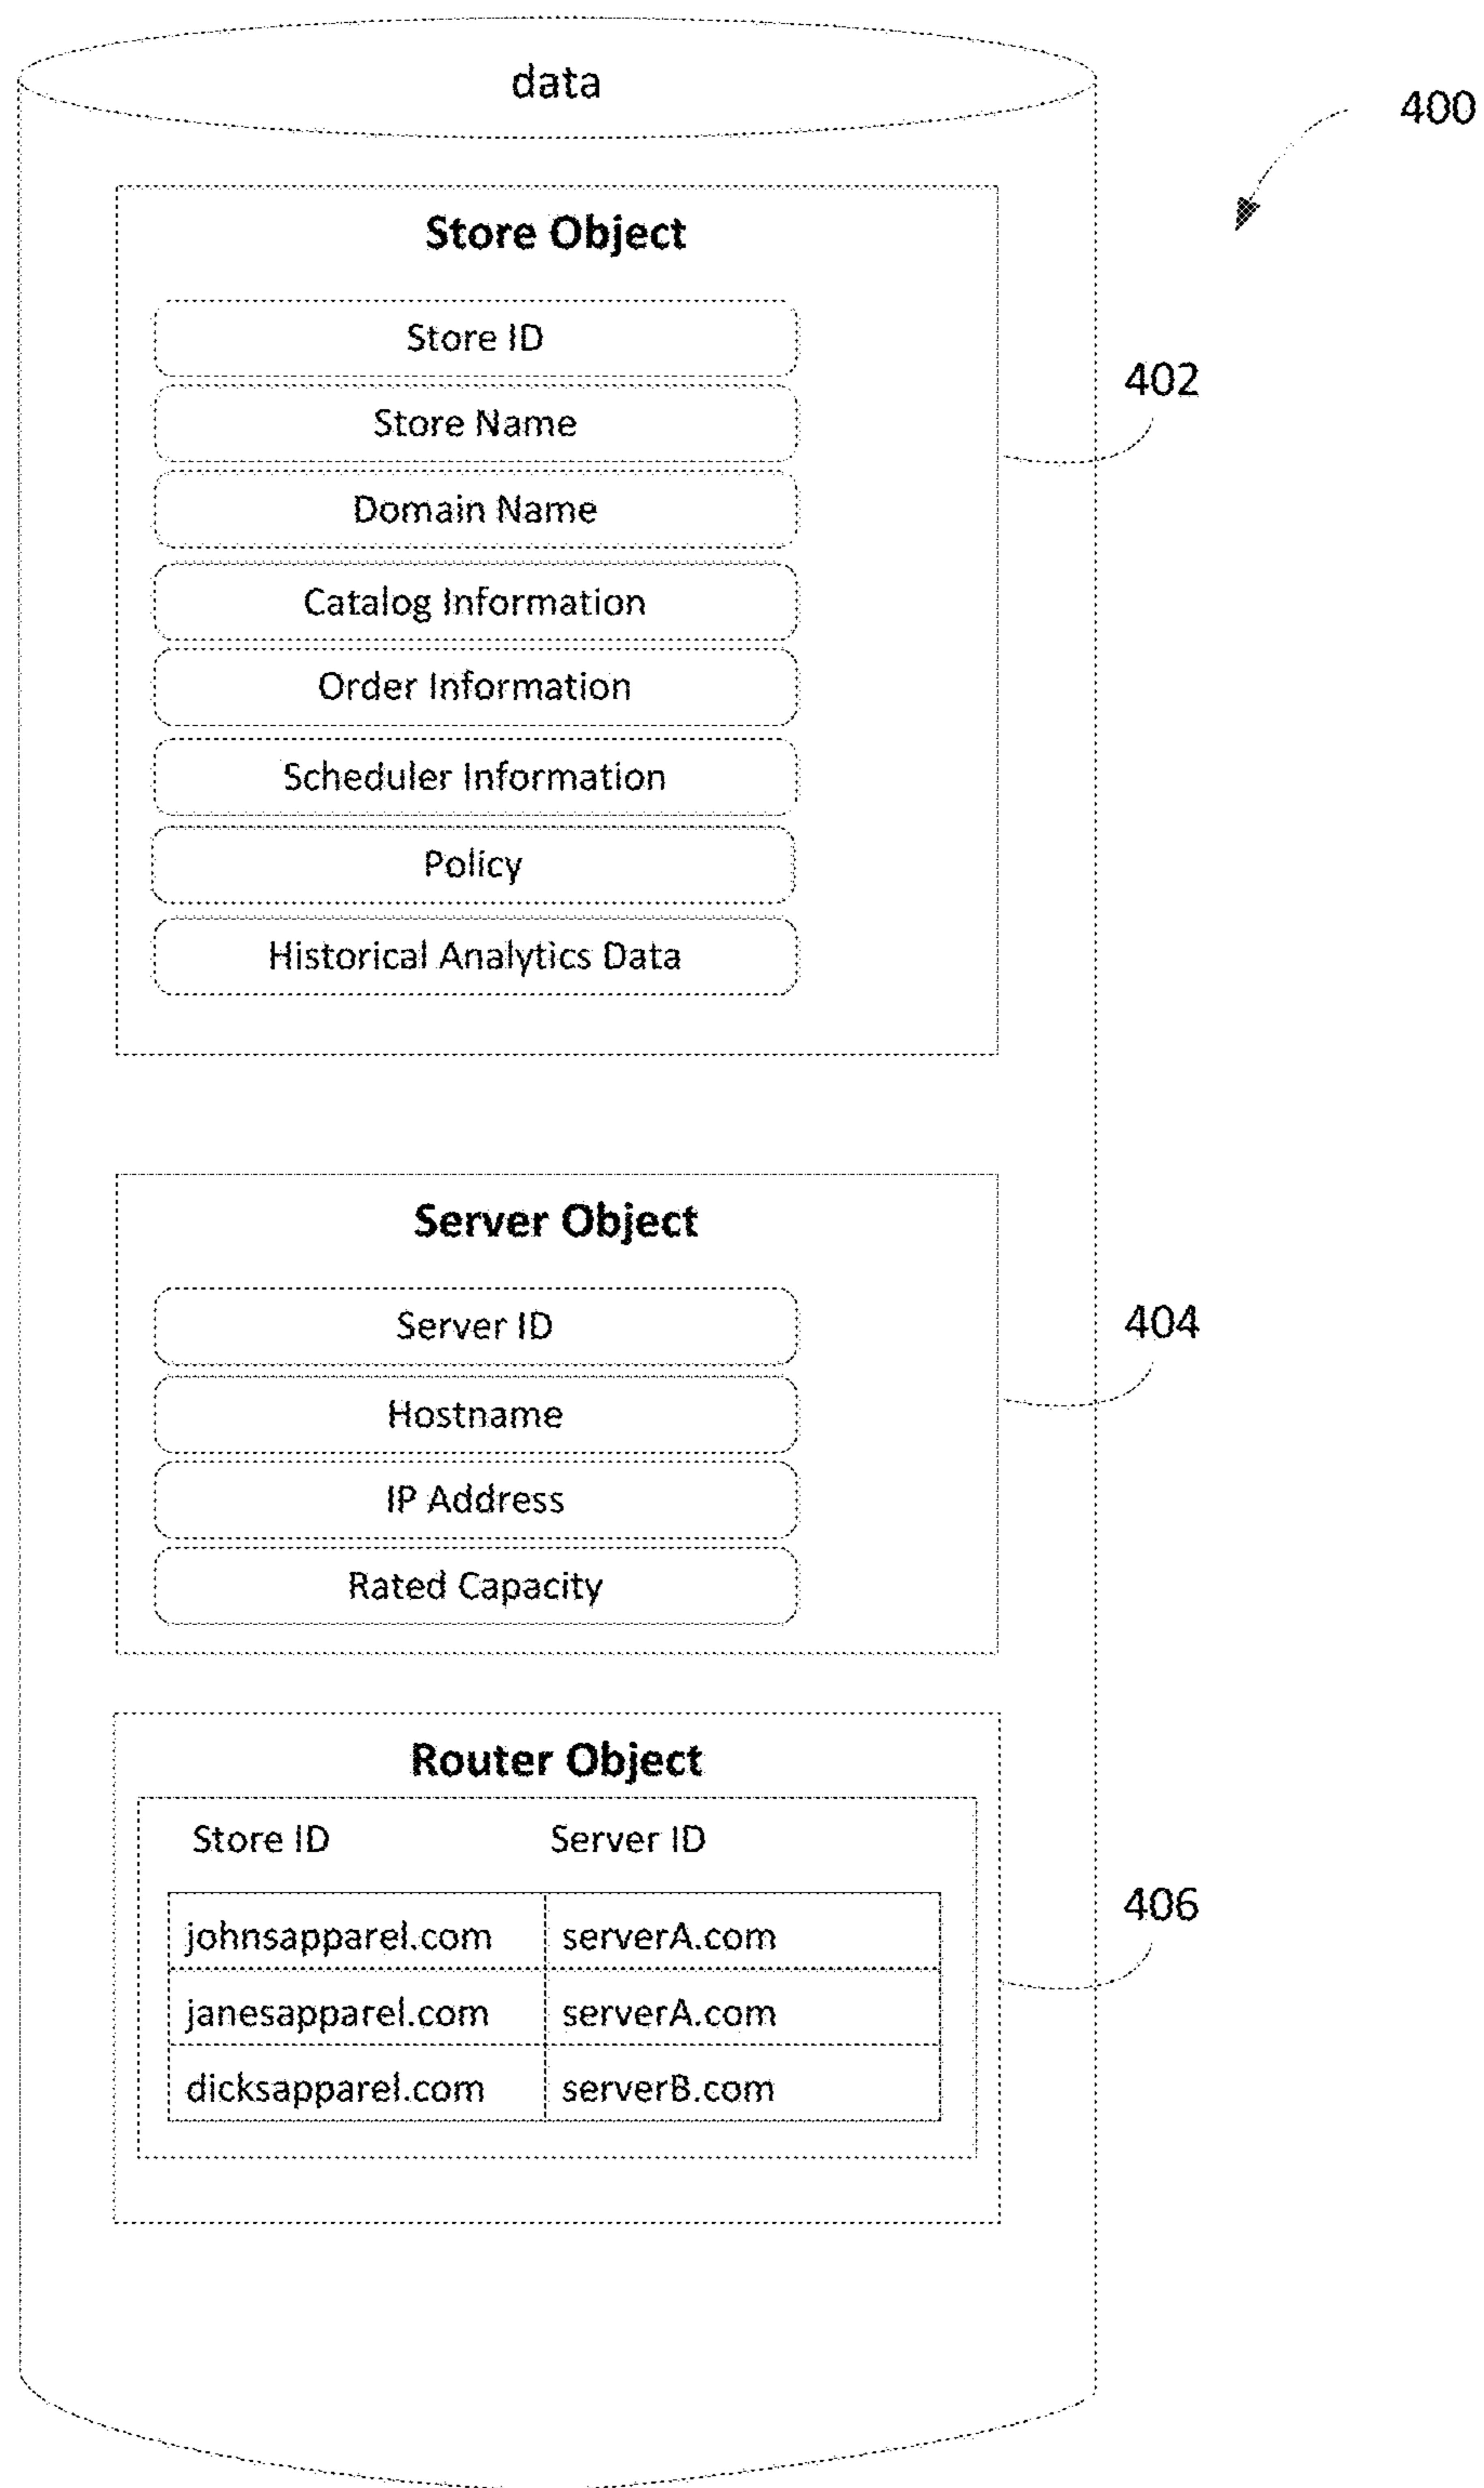 data
400
Store Object
Store ID
402
Store Name
Domain Name
Catalog Information
Order Information
Scheduler Information
Policy
Historical Analytics Data
Server Object
Server ID
404
Hostname
IP Address
Rated Capacity
Router Object
Store ID Server ID
406
johnsapparel.com serverA.com
janesapparel.com serverA.com
dicksapparel.com serverB.com